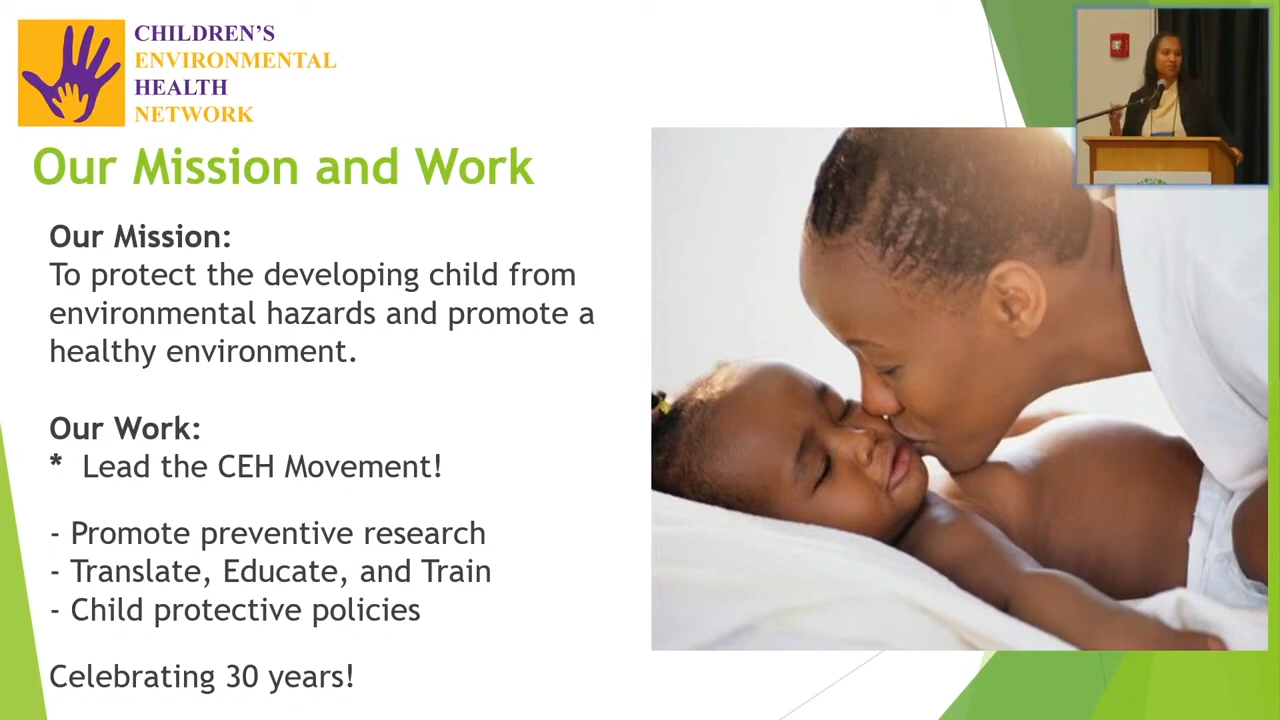 CHILDREN'S
ENVIRONMENTAL
HEALTH
NETWORK
Our Mission and Work
Our Mission:
To protect the developing child from
environmental hazards and promote a
healthy environment.
Our Work:
* Lead the CEH Movement!
- Promote preventive research
- Translate, Educate, and Train
- Child protective policies
Celebrating 30 years!